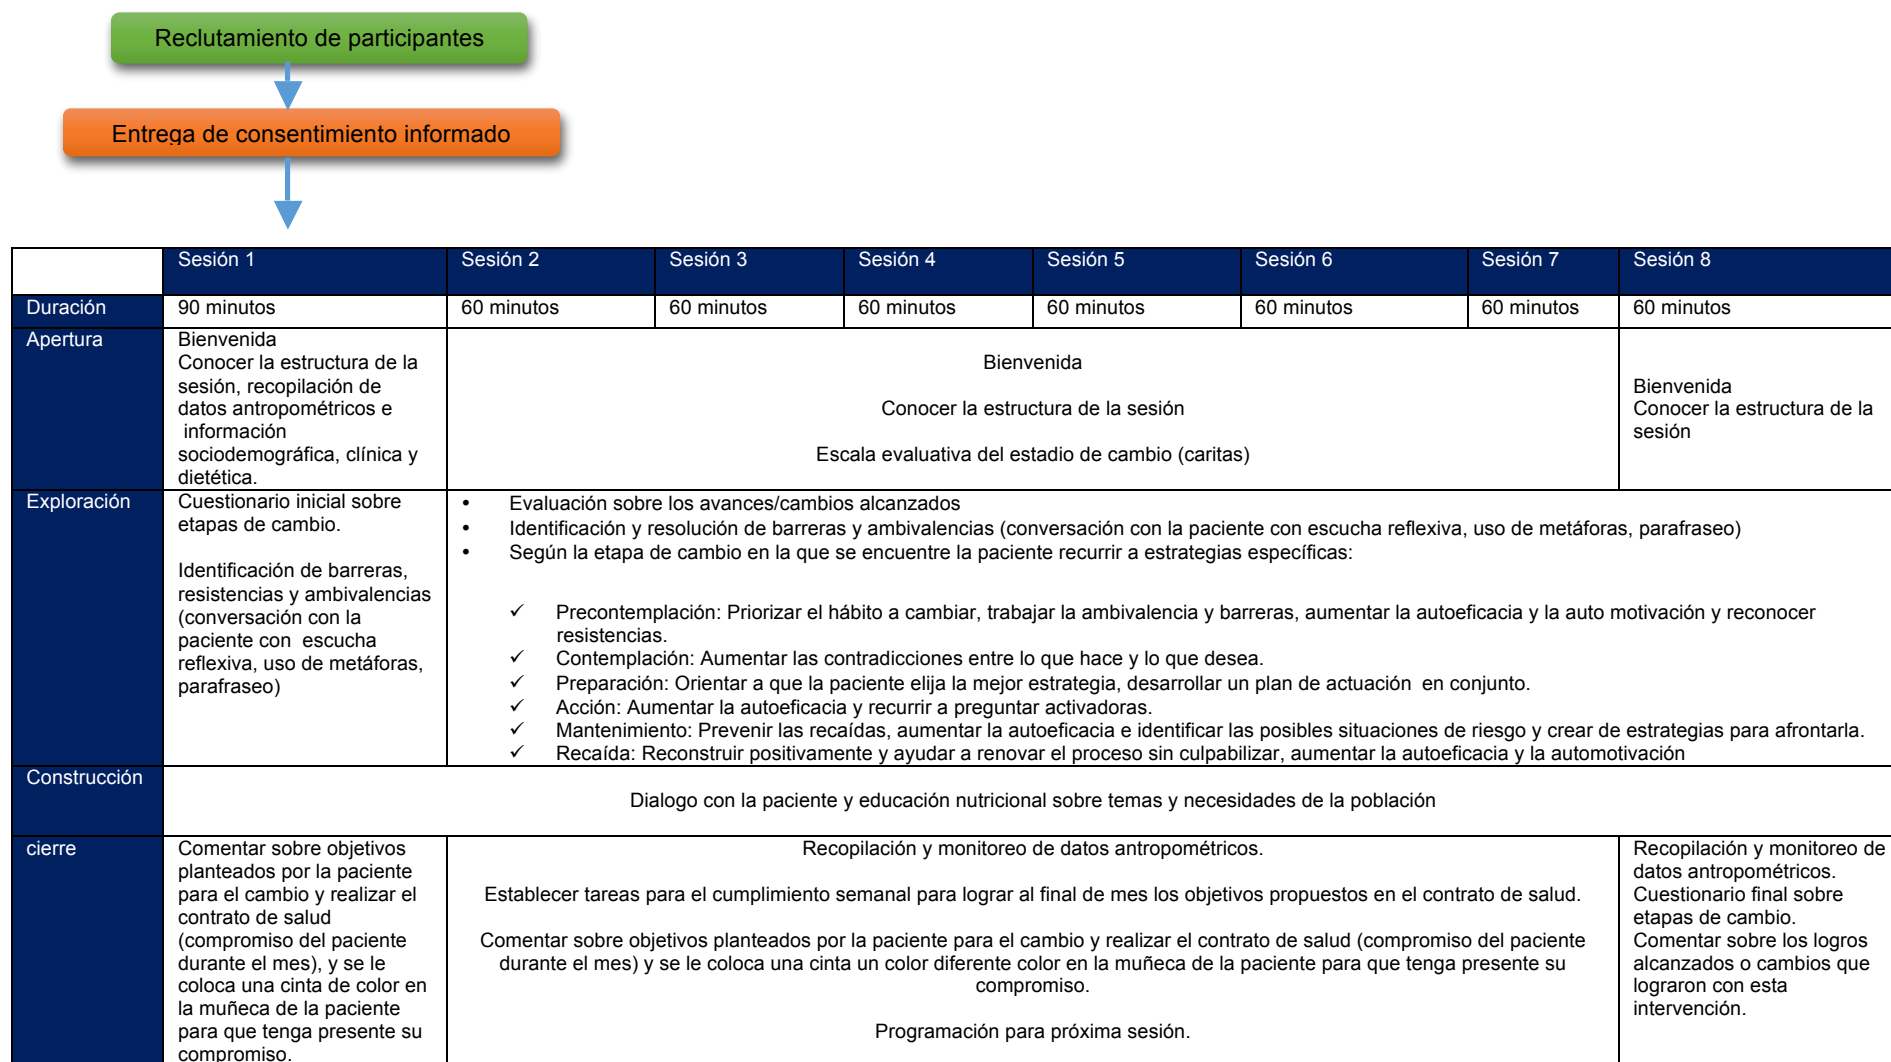 Reclutamiento de participantes
Entrega de consentimiento informado
Sesión 1
Sesión 2
Sesión 3
Sesión 4
Sesión 5
Sesión 6
Sesión 7
Sesión 8
Duración
90 minutos
60 minutos
60 minutos
60 minutos
60 minutos
60 minutos
60 minutos
60 minutos
Apertura
Bienvenida
Conocer la estructura de la
sesión, recopilación de
datos antropométricos e
información
sociodemográfica, clínica y
dietética.
Bienvenida
Conocer la estructura de la sesión
Escala evaluativa del estadio de cambio (caritas)
Bienvenida
Conocer la estructura de la
sesión
Exploración
Cuestionario inicial sobre
etapas de cambio.
Identificación de barreras,
resistencias y ambivalencias
(conversación con la
paciente con escucha
reflexiva, uso de metáforas,
parafraseo)
• Evaluación sobre los avances/cambios alcanzados
• Identificación y resolución de barreras y ambivalencias (conversación con la paciente con escucha reflexiva, uso de metáforas, parafraseo)
• Según la etapa de cambio en la que se encuentre la paciente recurrir a estrategias específicas:
✓ Precontemplación: Priorizar el hábito a cambiar, trabajar la ambivalencia y barreras, aumentar la autoeficacia y la auto motivación y reconocer
resistencias.
✓ Contemplación: Aumentar las contradicciones entre lo que hace y lo que desea.
✓ Preparación: Orientar a que la paciente elija la mejor estrategia, desarrollar un plan de actuación en conjunto.
✓ Acción: Aumentar la autoeficacia y recurrir a preguntar activadoras.
✓ Mantenimiento: Prevenir las recaídas, aumentar la autoeficacia e identificar las posibles situaciones de riesgo y crear de estrategias para afrontarla.
✓ Recaída: Reconstruir positivamente y ayudar a renovar el proceso sin culpabilizar, aumentar la autoeficacia y la automotivación
Construcción
Dialogo con la paciente y educación nutricional sobre temas y necesidades de la población
cierre
Comentar sobre objetivos
planteados por la paciente
para el cambio y realizar el
contrato de salud
(compromiso del paciente
durante el mes), y se le
coloca una cinta de color en
la muñeca de la paciente
para que tenga presente su
compromiso.
Recopilación y monitoreo de datos antropométricos.
Establecer tareas para el cumplimiento semanal para lograr al final de mes los objetivos propuestos en el contrato de salud.
Comentar sobre objetivos planteados por la paciente para el cambio y realizar el contrato de salud (compromiso del paciente
durante el mes) y se le coloca una cinta un color diferente color en la muñeca de la paciente para que tenga presente su
compromiso.
Programación para próxima sesión.
Recopilación y monitoreo de
datos antropométricos.
Cuestionario final sobre
etapas de cambio.
Comentar sobre los logros
alcanzados o cambios que
lograron con esta
intervención.